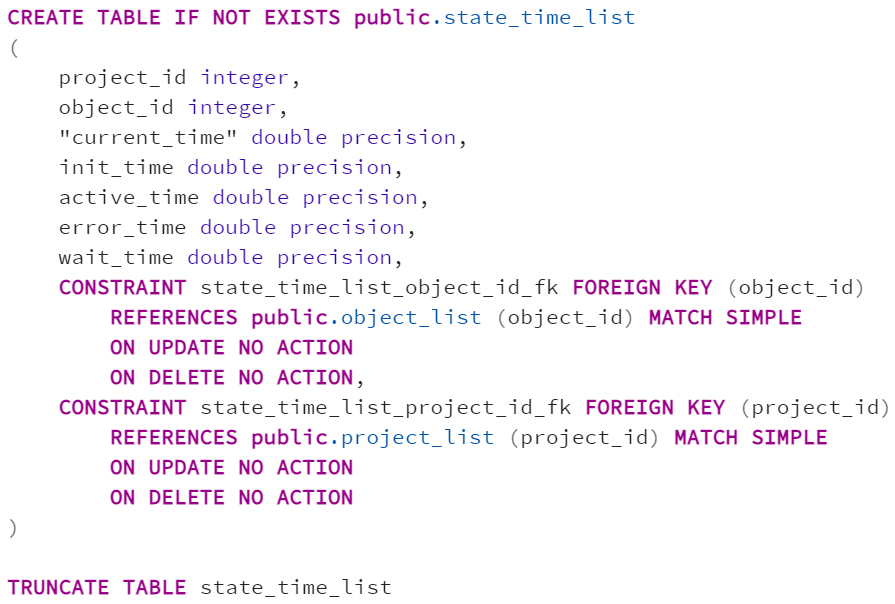 CREATE TABLE IF NOT EXISTS public.state_time_list
(
    project_id integer,
    object_id integer,
    "current_time" double precision,
    init_time double precision,
    active_time double precision,
    error_time double precision,
    wait_time double precision,
    CONSTRAINT state_time_list_object_id_fk FOREIGN KEY (object_id)
        REFERENCES public.object_list (object_id) MATCH SIMPLE
        ON UPDATE NO ACTION
        ON DELETE NO ACTION,
    CONSTRAINT state_time_list_project_id_fk FOREIGN KEY (project_id)
        REFERENCES public.project_list (project_id) MATCH SIMPLE
        ON UPDATE NO ACTION
        ON DELETE NO ACTION
)
TRUNCATE TABLE state_time_list